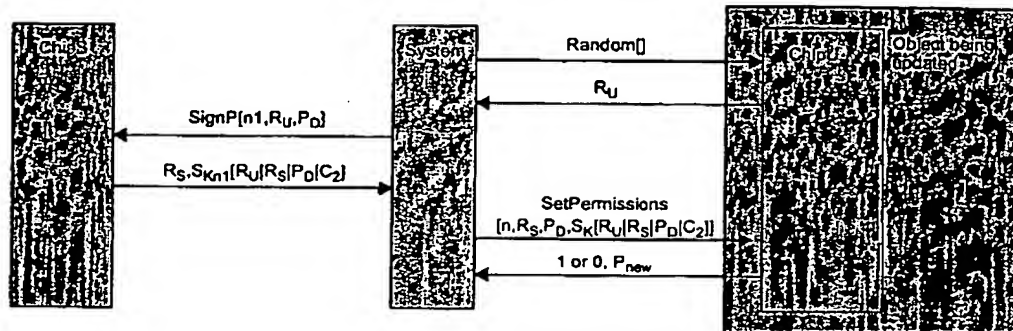 Chip S
System
Random[]
Chip U
Object being
updated
R_U
SignP[n1,R_U,P_D]
R_S,S_Kn1[R_U|R_S|P_D|C_2]
SetPermissions
[n,R_S,P_D,S_K[R_U|R_S|P_D|C_2]]
1 or 0, P_new